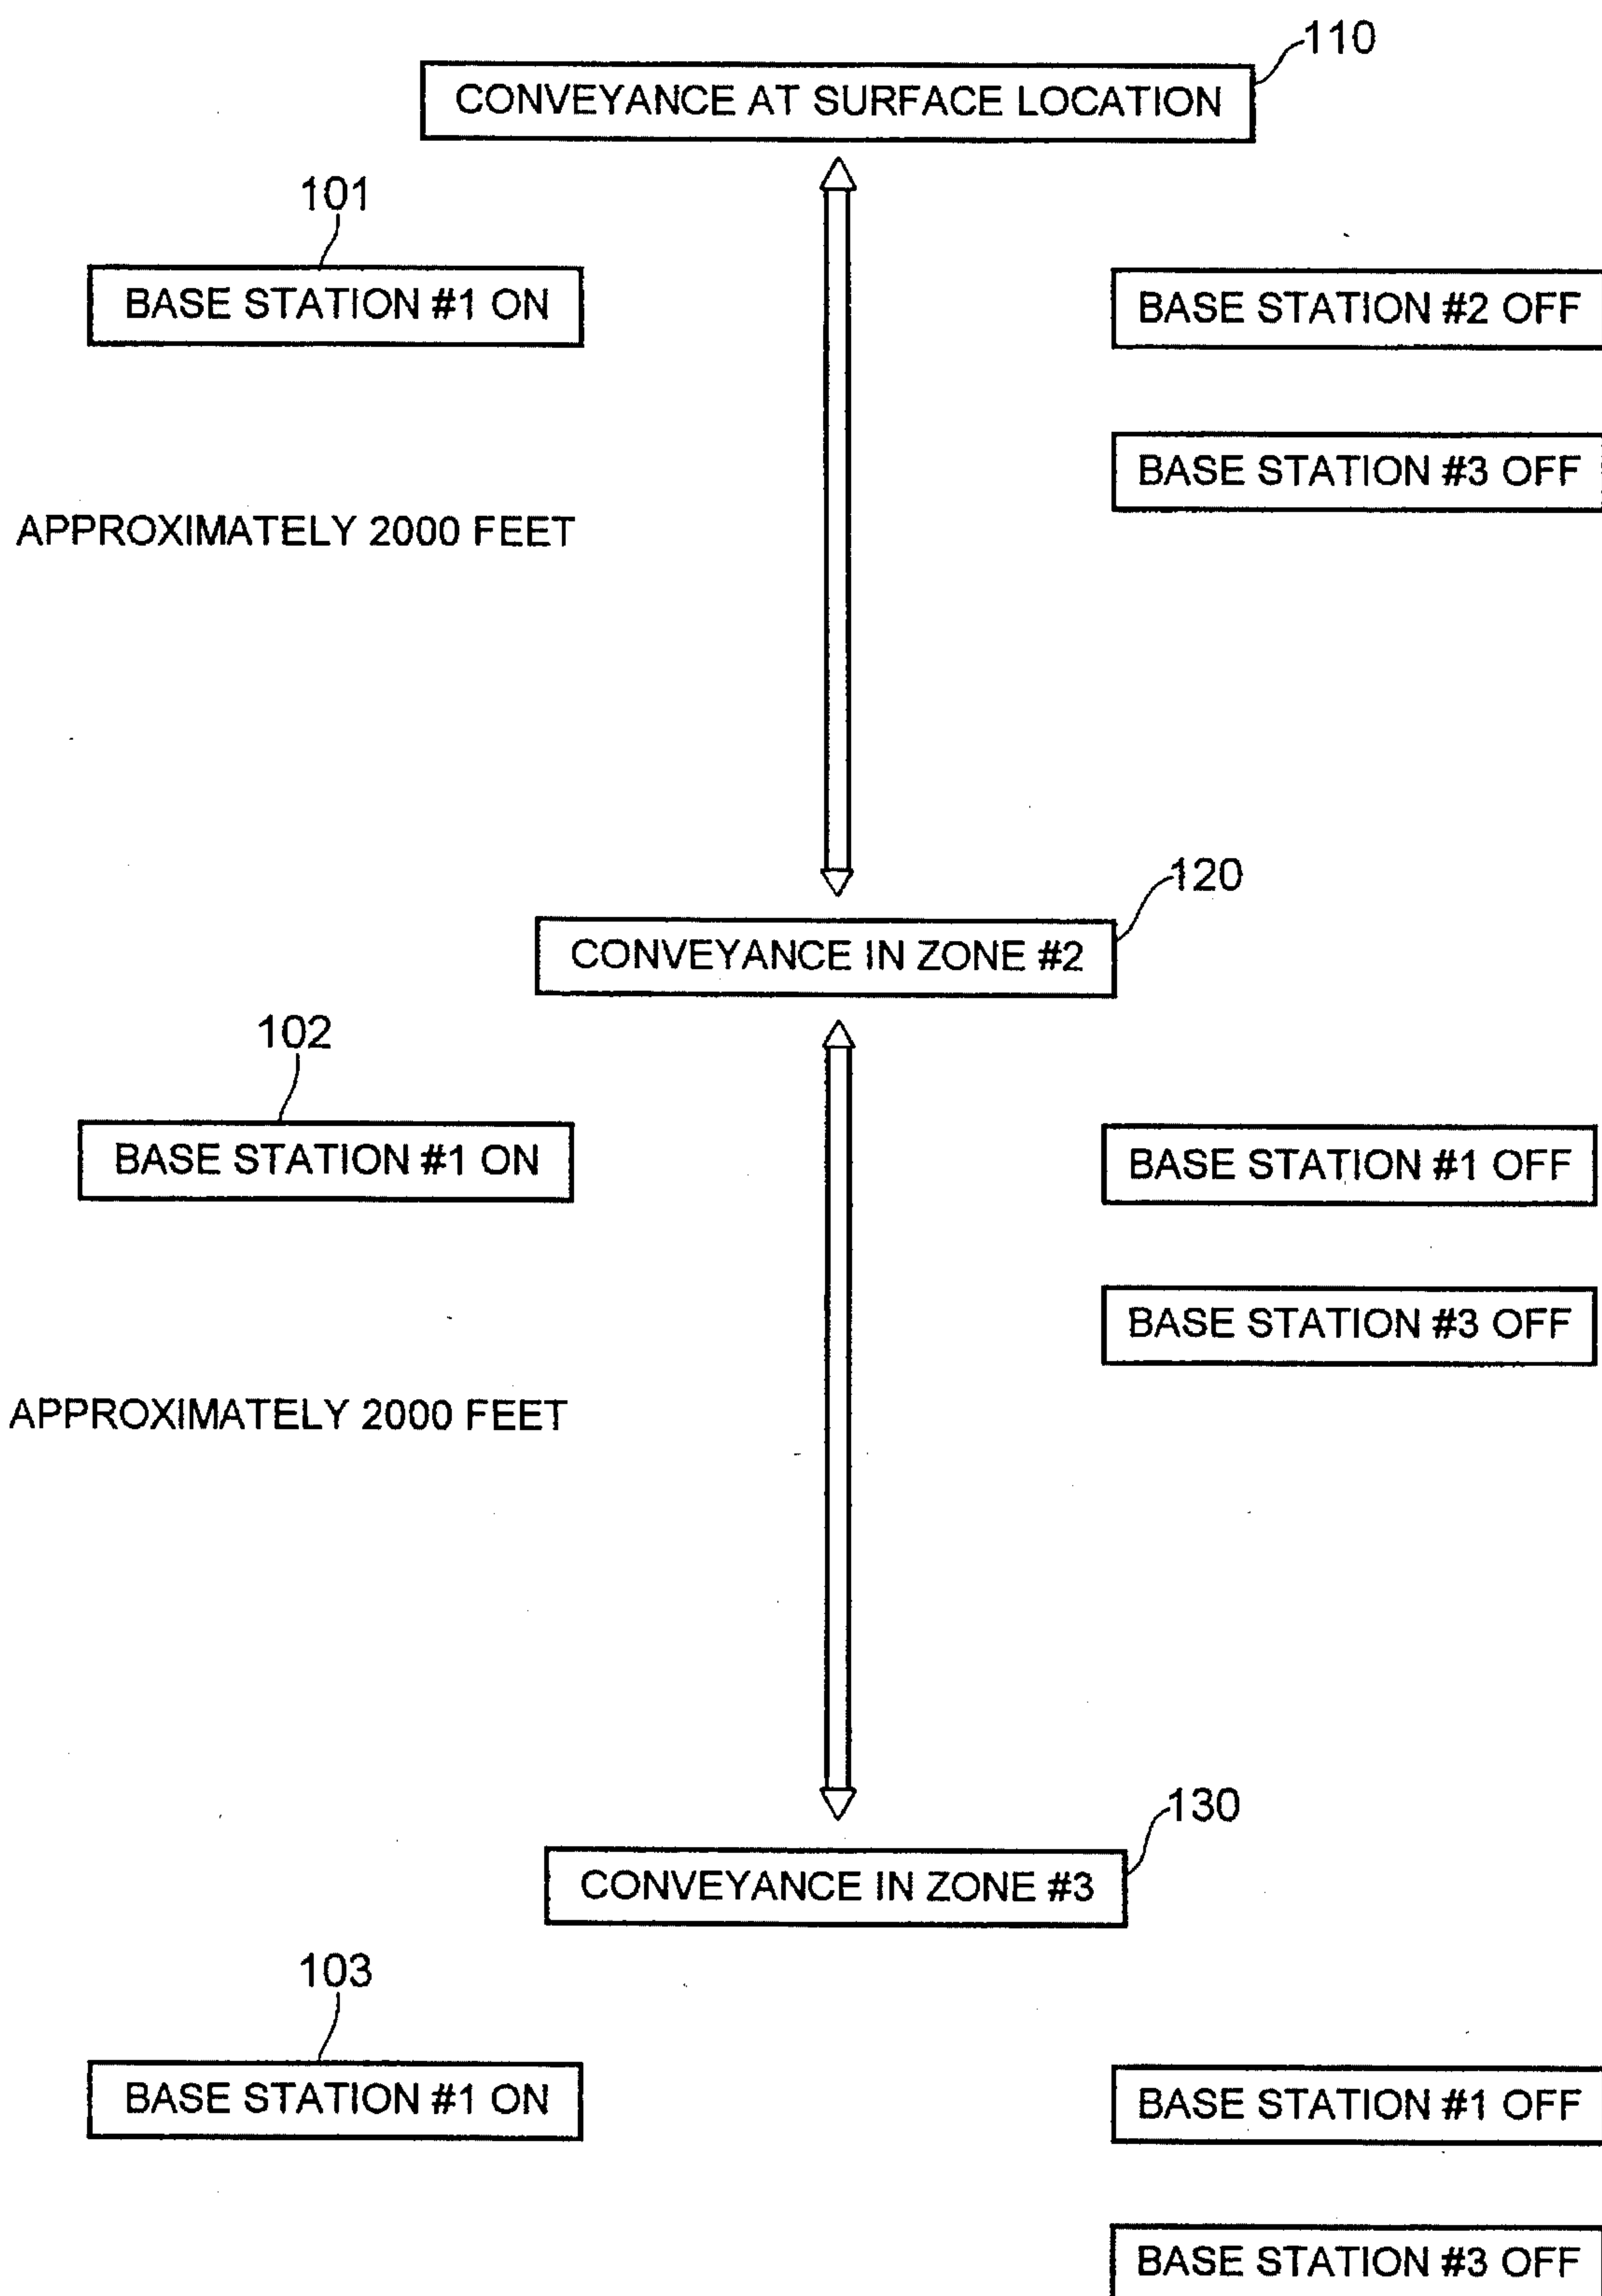 110
CONVEYANCE AT SURFACE LOCATION
101
BASE STATION #1 ON
BASE STATION #2 OFF
BASE STATION #3 OFF
APPROXIMATELY 2000 FEET
120
CONVEYANCE IN ZONE #2
102
BASE STATION #1 ON
BASE STATION #1 OFF
BASE STATION #3 OFF
APPROXIMATELY 2000 FEET
130
CONVEYANCE IN ZONE #3
103
BASE STATION #1 ON
BASE STATION #1 OFF
BASE STATION #3 OFF